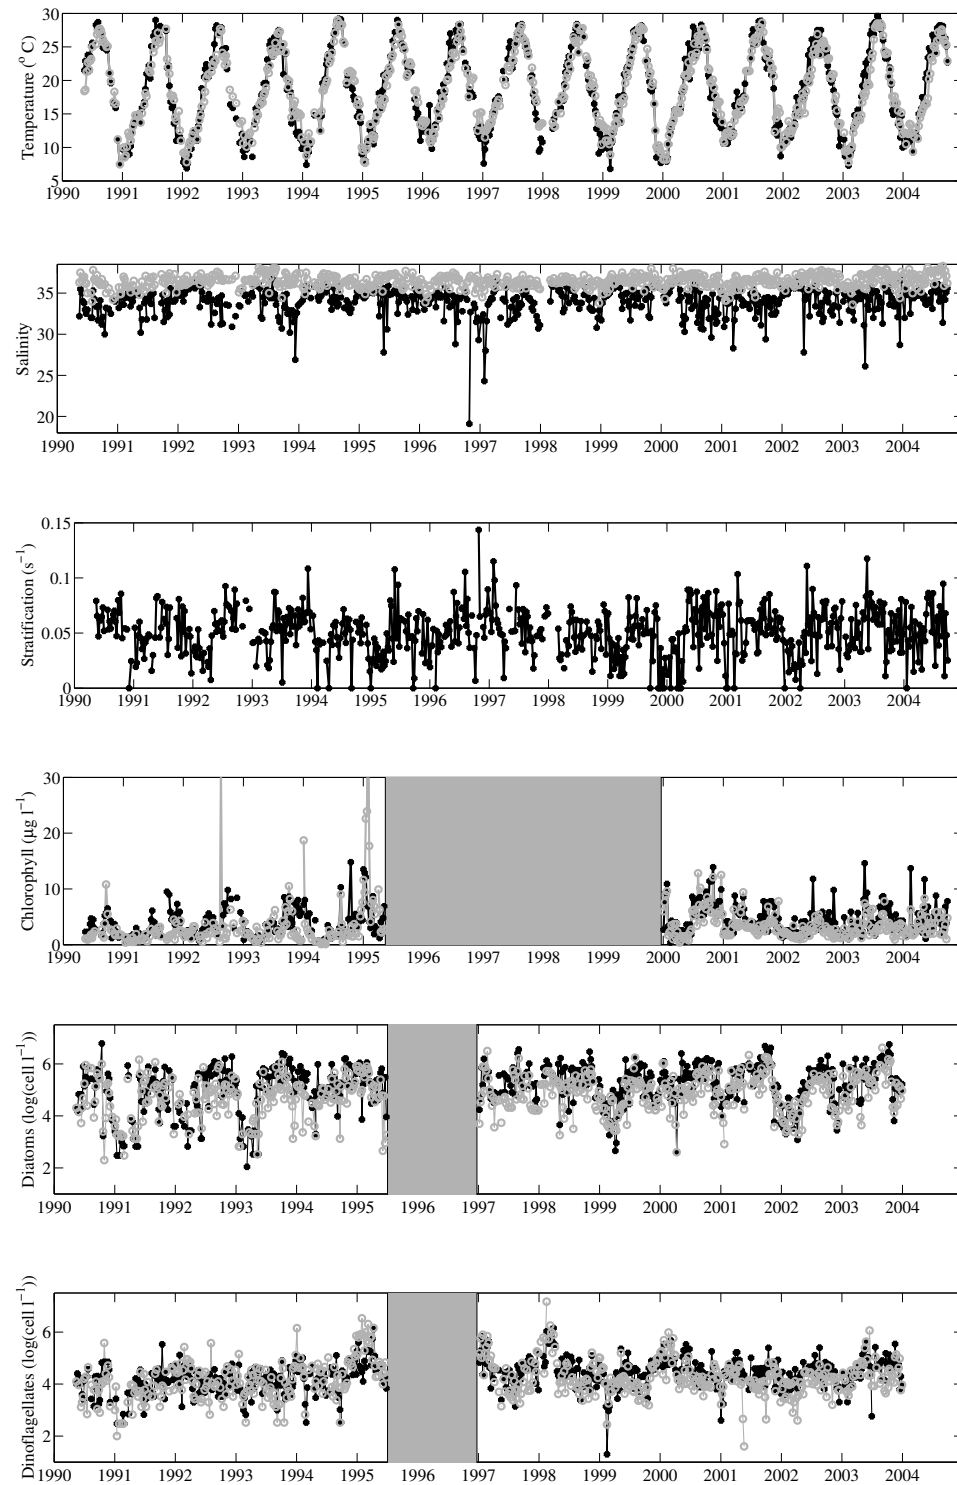 30
25
20
15
10
5
Temperature (° C)
1990 1991 1992 1993 1994 1995 1996 1997 1998 1999 2000 2001 2002 2003 2004
35
30
25
20
Salinity
1990 1991 1992 1993 1994 1995 1996 1997 1998 1999 2000 2001 2002 2003 2004
0.15
0.1
0.05
0
Stratification (s⁻¹)
1990 1991 1992 1993 1994 1995 1996 1997 1998 1999 2000 2001 2002 2003 2004
30
20
10
0
Chlorophyll (μg l⁻¹)
1990 1991 1992 1993 1994 1995 1996 1997 1998 1999 2000 2001 2002 2003 2004
6
4
2
Diatoms (log(cell l⁻¹))
1990 1991 1992 1993 1994 1995 1996 1997 1998 1999 2000 2001 2002 2003 2004
6
4
2
Dinoflagellates (log(cell l⁻¹))
1990 1991 1992 1993 1994 1995 1996 1997 1998 1999 2000 2001 2002 2003 2004